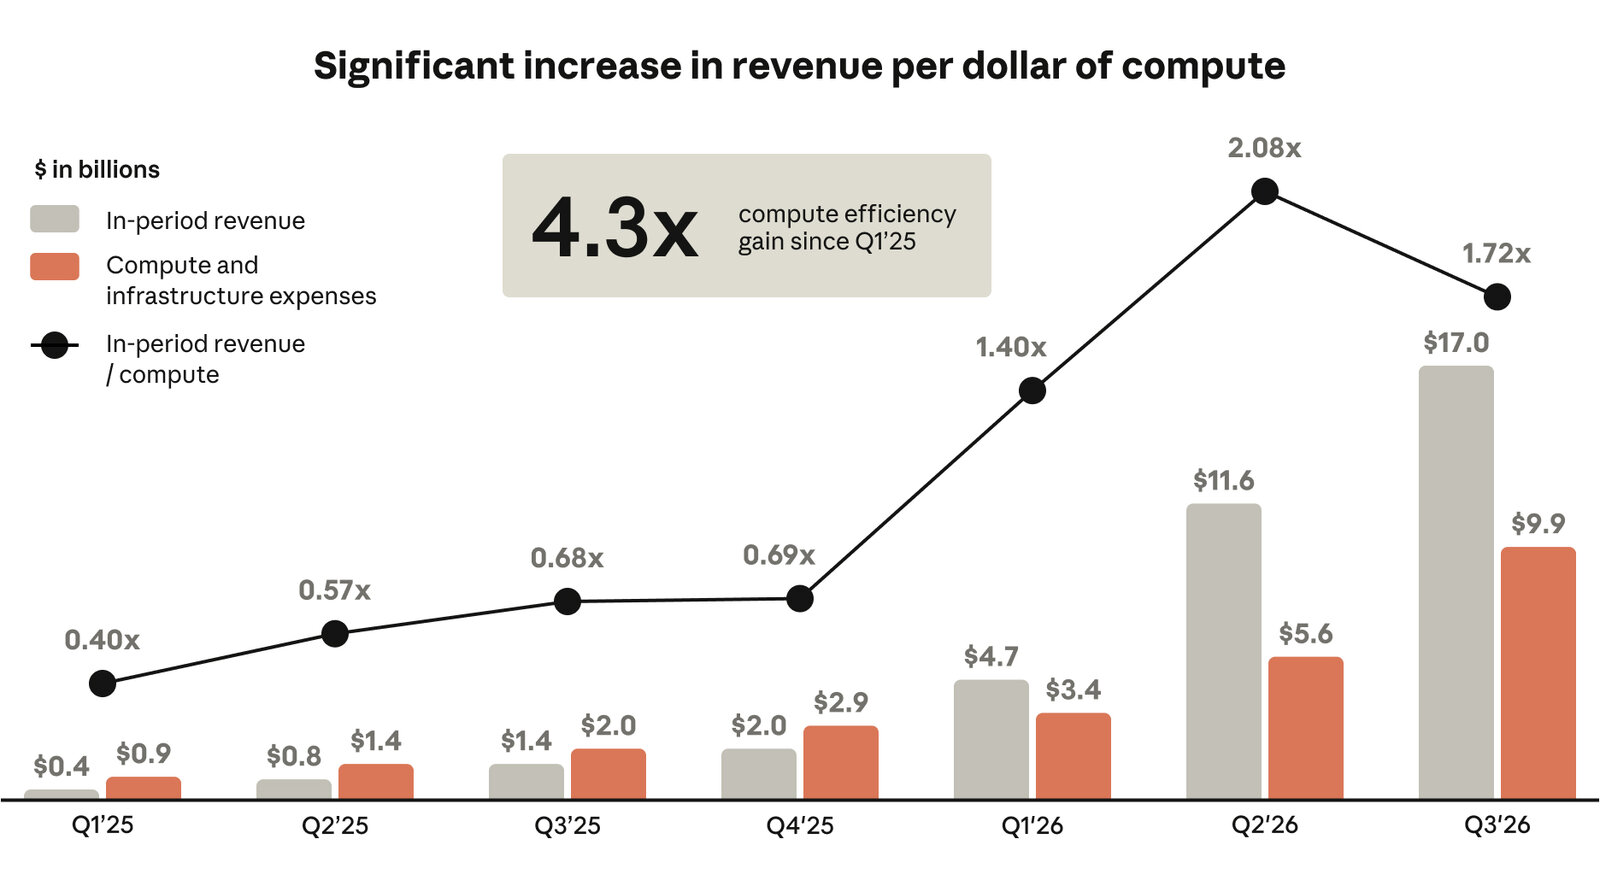 Significant increase in revenue per dollar of compute
$ in billions
In-period revenue
Compute and
infrastructure expenses
In-period revenue
/ compute
4.3x
compute efficiency
gain since Q1’25
0.40x
0.57x
0.68x
0.69x
1.40x
2.08x
1.72x
$0.4
$0.9
$0.8
$1.4
$1.4
$2.0
$2.0
$2.9
$4.7
$3.4
$11.6
$5.6
$17.0
$9.9
Q1’25
Q2’25
Q3’25
Q4’25
Q1’26
Q2’26
Q3’26